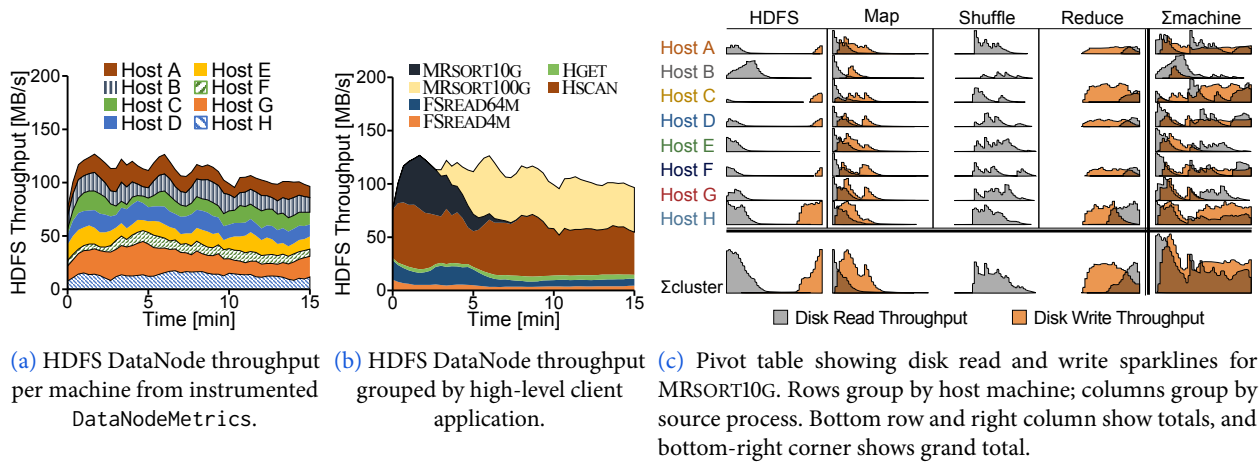 HDFS Throughput [MB/s]
200
150
100
50
0
Host A
Host B
Host C
Host D
Host E
Host F
Host G
Host H
0 5 10 15
Time [min]
(a) HDFS DataNode throughput
per machine from instrumented
DataNodeMetrics.
HDFS Throughput [MB/s]
200
150
100
50
0
MRSORT10G
MRSORT100G
FSREAD64M
FSREAD4M
HGET
HSCAN
0 5 10 15
Time [min]
(b) HDFS DataNode throughput
grouped by high-level client
application.
HDFS Map Shuffle Reduce Σmachine
Host A
Host B
Host C
Host D
Host E
Host F
Host G
Host H
Σcluster
Disk Read Throughput Disk Write Throughput
(c) Pivot table showing disk read and write sparklines for
MRSORT10G. Rows group by host machine; columns group by
source process. Bottom row and right column show totals, and
bottom-right corner shows grand total.